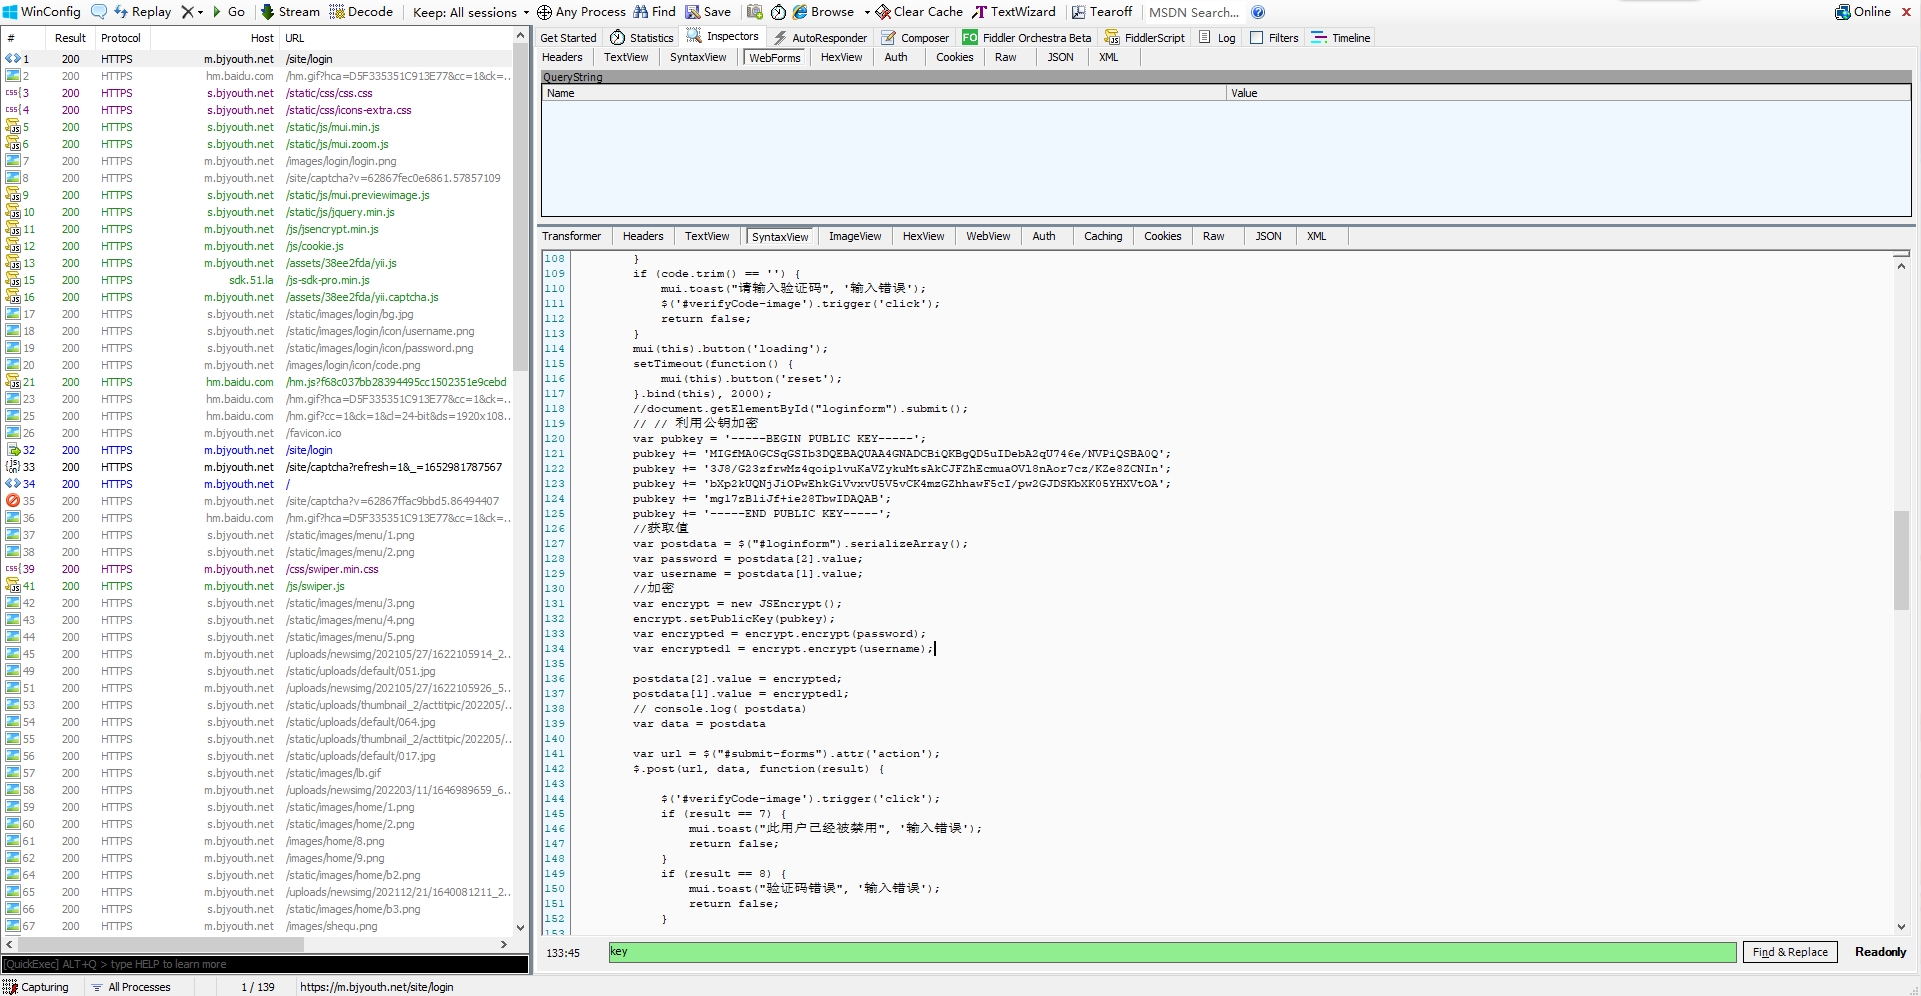 WinConfig Replay Go Stream Decode Keep: All sessions Any Process Find Save Browse Clear Cache TextWizard Tearoff MSDN Search... Online
# Result Protocol Host URL
1 200 HTTPS m.bjyouth.net /site/login
2 200 HTTPS hm.baidu.com /hm.gif?hca=D5F335351C913E77&cc=1&ck=...
3 200 HTTPS s.bjyouth.net /static/css/css.css
4 200 HTTPS s.bjyouth.net /static/css/icons-extra.css
5 200 HTTPS s.bjyouth.net /static/js/mui.min.js
6 200 HTTPS s.bjyouth.net /static/js/mui.zoom.js
7 200 HTTPS m.bjyouth.net /images/login/login.png
8 200 HTTPS m.bjyouth.net /site/captcha?v=62867fec0e6861.57857109
9 200 HTTPS s.bjyouth.net /static/js/mui.previewimage.js
10 200 HTTPS s.bjyouth.net /static/js/jquery.min.js
11 200 HTTPS m.bjyouth.net /js/jsencrypt.min.js
12 200 HTTPS m.bjyouth.net /js/cookie.js
13 200 HTTPS m.bjyouth.net /assets/38ee2fda/yii.js
15 200 HTTPS sdk.51.la /js-sdk-pro.min.js
16 200 HTTPS m.bjyouth.net /assets/38ee2fda/yii.captcha.js
17 200 HTTPS s.bjyouth.net /static/images/login/bg.jpg
18 200 HTTPS s.bjyouth.net /static/images/login/icon/username.png
19 200 HTTPS s.bjyouth.net /static/images/login/icon/password.png
20 200 HTTPS m.bjyouth.net /images/login/icon/code.png
21 200 HTTPS hm.baidu.com /hm.js?f68c037bb28394495cc1502351e9cebd
23 200 HTTPS hm.baidu.com /hm.gif?hca=D5F335351C913E77&cc=1&ck=...
25 200 HTTPS hm.baidu.com /hm.gif?cc=1&ck=1&cl=24-bit&ds=1920x108...
26 200 HTTPS m.bjyouth.net /favicon.ico
32 200 HTTPS m.bjyouth.net /site/login
33 200 HTTPS m.bjyouth.net /site/captcha?refresh=1&_=1652981787567
34 200 HTTPS m.bjyouth.net /
35 200 HTTPS m.bjyouth.net /site/captcha?v=62867ffac9bbd5.86494407
36 200 HTTPS hm.baidu.com /hm.gif?hca=D5F335351C913E77&cc=1&ck=...
37 200 HTTPS s.bjyouth.net /static/images/menu/1.png
38 200 HTTPS s.bjyouth.net /static/images/menu/2.png
39 200 HTTPS m.bjyouth.net /css/swiper.min.css
41 200 HTTPS m.bjyouth.net /js/swiper.js
42 200 HTTPS s.bjyouth.net /static/images/menu/3.png
43 200 HTTPS s.bjyouth.net /static/images/menu/4.png
44 200 HTTPS s.bjyouth.net /static/images/menu/5.png
45 200 HTTPS m.bjyouth.net /uploads/newsimg/202105/27/1622105914_2...
49 200 HTTPS s.bjyouth.net /static/uploads/default/051.jpg
51 200 HTTPS m.bjyouth.net /uploads/newsimg/202105/27/1622105926_5...
53 200 HTTPS s.bjyouth.net /static/uploads/thumbnail_2/acttitpic/202205/...
54 200 HTTPS s.bjyouth.net /static/uploads/default/064.jpg
55 200 HTTPS s.bjyouth.net /static/uploads/thumbnail_2/acttitpic/202205/...
56 200 HTTPS s.bjyouth.net /static/uploads/default/017.jpg
57 200 HTTPS s.bjyouth.net /static/images/lb.gif
58 200 HTTPS m.bjyouth.net /uploads/newsimg/202203/11/1646989659_6...
59 200 HTTPS s.bjyouth.net /static/images/home/1.png
60 200 HTTPS s.bjyouth.net /static/images/home/2.png
61 200 HTTPS m.bjyouth.net /images/home/8.png
62 200 HTTPS m.bjyouth.net /images/home/9.png
64 200 HTTPS s.bjyouth.net /static/images/home/b2.png
65 200 HTTPS m.bjyouth.net /uploads/newsimg/202112/21/1640081211_2...
66 200 HTTPS s.bjyouth.net /static/images/home/b3.png
67 200 HTTPS m.bjyouth.net /images/shequ.png
[QuickExec] ALT+Q > type HELP to learn more
Get Started Statistics Inspectors AutoResponder Composer FO Fiddler Orchestra Beta FiddlerScript Log Filters Timeline
Headers TextView SyntaxView WebForms HexView Auth Cookies Raw JSON XML
QueryString
Name Value
Transformer Headers TextView SyntaxView ImageView HexView WebView Auth Caching Cookies Raw JSON XML
108 }
109 if (code.trim() == '') {
110 mui.toast("请输入验证码", '输入错误');
111 $('#verifyCode-image').trigger('click');
112 return false;
113 }
114 mui(this).button('loading');
115 setTimeout(function() {
116 mui(this).button('reset');
117 }.bind(this), 2000);
118 //document.getElementById("loginform").submit();
119 // // 利用公钥加密
120 var pubkey = '-----BEGIN PUBLIC KEY-----';
121 pubkey += 'MIGfMA0GCSqGSIb3DQEBAQUAA4GNADCBiQKBgQD5uIDebA2qU746e/NVPiQSBA0Q';
122 pubkey += '3J8/G23zfrwMz4qoip1vuKaVZykuMtsAkCJFZhEcmuaOVl8nAor7cz/KZe8ZCNIn';
123 pubkey += 'bXp2kUQNjJiOPwEhkGiVvxvU5V5vCK4mzGZhhawF5cI/pw2GJDSKbXK05YHXVtOA';
124 pubkey += 'mgl7zBliJf+ie28TbwIDAQAB';
125 pubkey += '-----END PUBLIC KEY-----';
126 //获取值
127 var postdata = $("#loginform").serializeArray();
128 var password = postdata[2].value;
129 var username = postdata[1].value;
130 //加密
131 var encrypt = new JSEncrypt();
132 encrypt.setPublicKey(pubkey);
133 var encrypted = encrypt.encrypt(password);
134 var encrypted1 = encrypt.encrypt(username);
135
136 postdata[2].value = encrypted;
137 postdata[1].value = encrypted1;
138 // console.log( postdata)
139 var data = postdata
140
141 var url = $("#submit-forms").attr('action');
142 $.post(url, data, function(result) {
143
144 $('#verifyCode-image').trigger('click');
145 if (result == 7) {
146 mui.toast("此用户已经被禁用", '输入错误');
147 return false;
148 }
149 if (result == 8) {
150 mui.toast("验证码错误", '输入错误');
151 return false;
152 }
153
133:45 key Find & Replace Readonly
Capturing All Processes 1 / 139 https://m.bjyouth.net/site/login